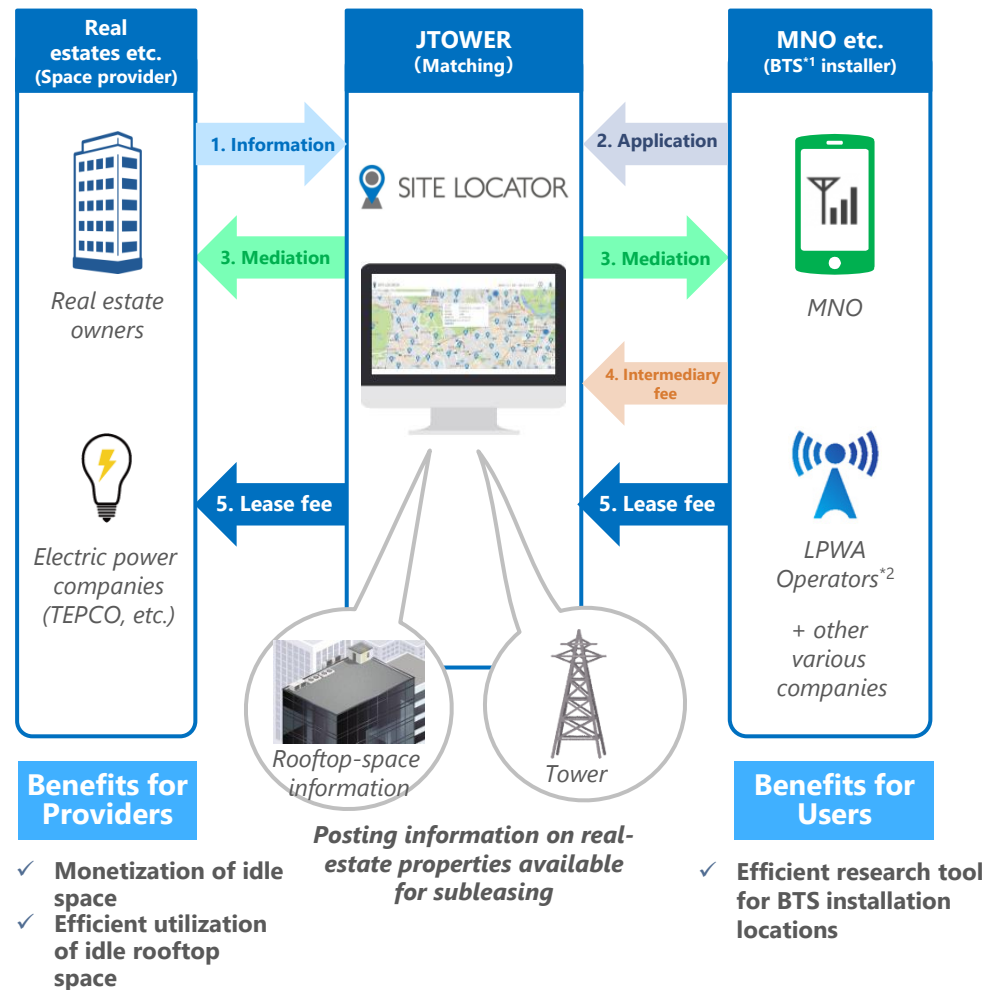 Real
estates etc.
(Space provider)
JTOWER
（Matching）
MNO etc.
(BTS*1 installer)
1. Information
2. Application
SITE LOCATOR
3. Mediation
3. Mediation
Real estate
owners
MNO
4. Intermediary
fee
5. Lease fee
5. Lease fee
Electric power
companies
(TEPCO, etc.)
LPWA
Operators*2
+ other
various
companies
Rooftop-space
information
Tower
Posting information on real-
estate properties available
for subleasing
Benefits for
Providers
✓ Monetization of idle
space
✓ Efficient utilization
of idle rooftop
space
Benefits for
Users
✓ Efficient research tool
for BTS installation
locations